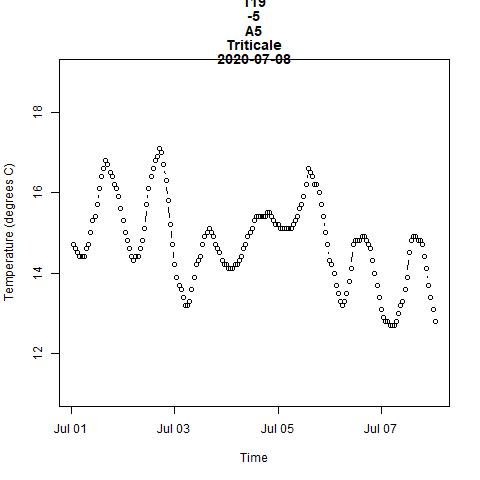 T19
-5
A5
Triticale
2020-07-08
Temperature (degrees C)
18
16
14
12
Jul 01
Jul 03
Jul 05
Jul 07
Time